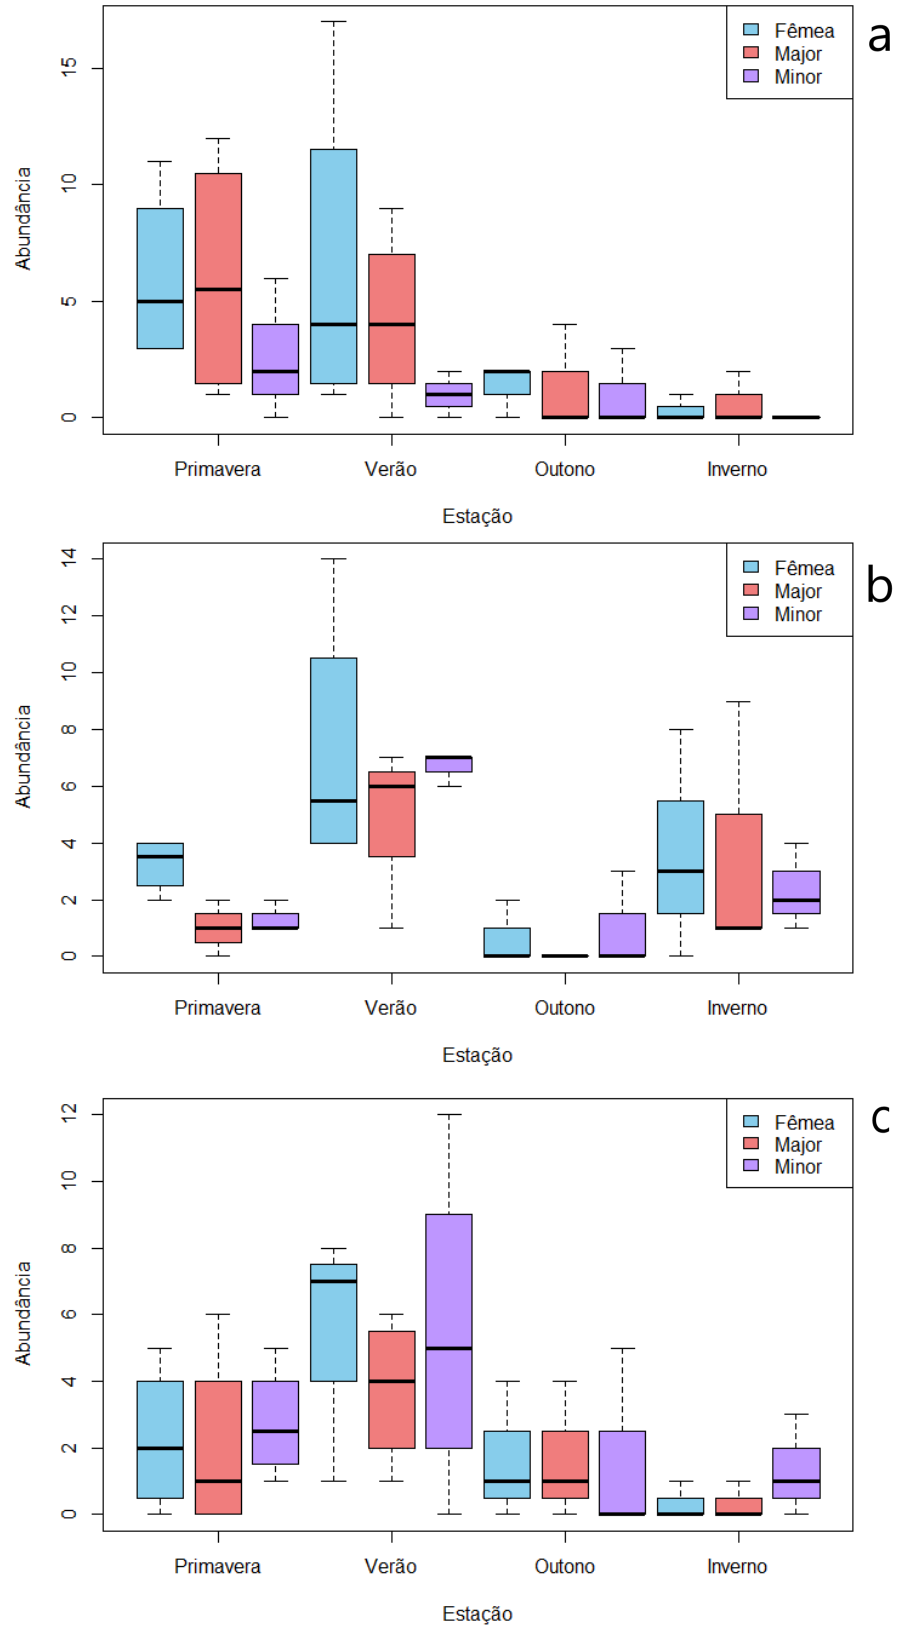 a
Fêmea
Major
Minor
Abundância
15
10
5
0
Primavera Verão Outono Inverno
Estação
b
Fêmea
Major
Minor
Abundância
14
12
10
8
6
4
2
0
Primavera Verão Outono Inverno
Estação
c
Fêmea
Major
Minor
Abundância
12
10
8
6
4
2
0
Primavera Verão Outono Inverno
Estação